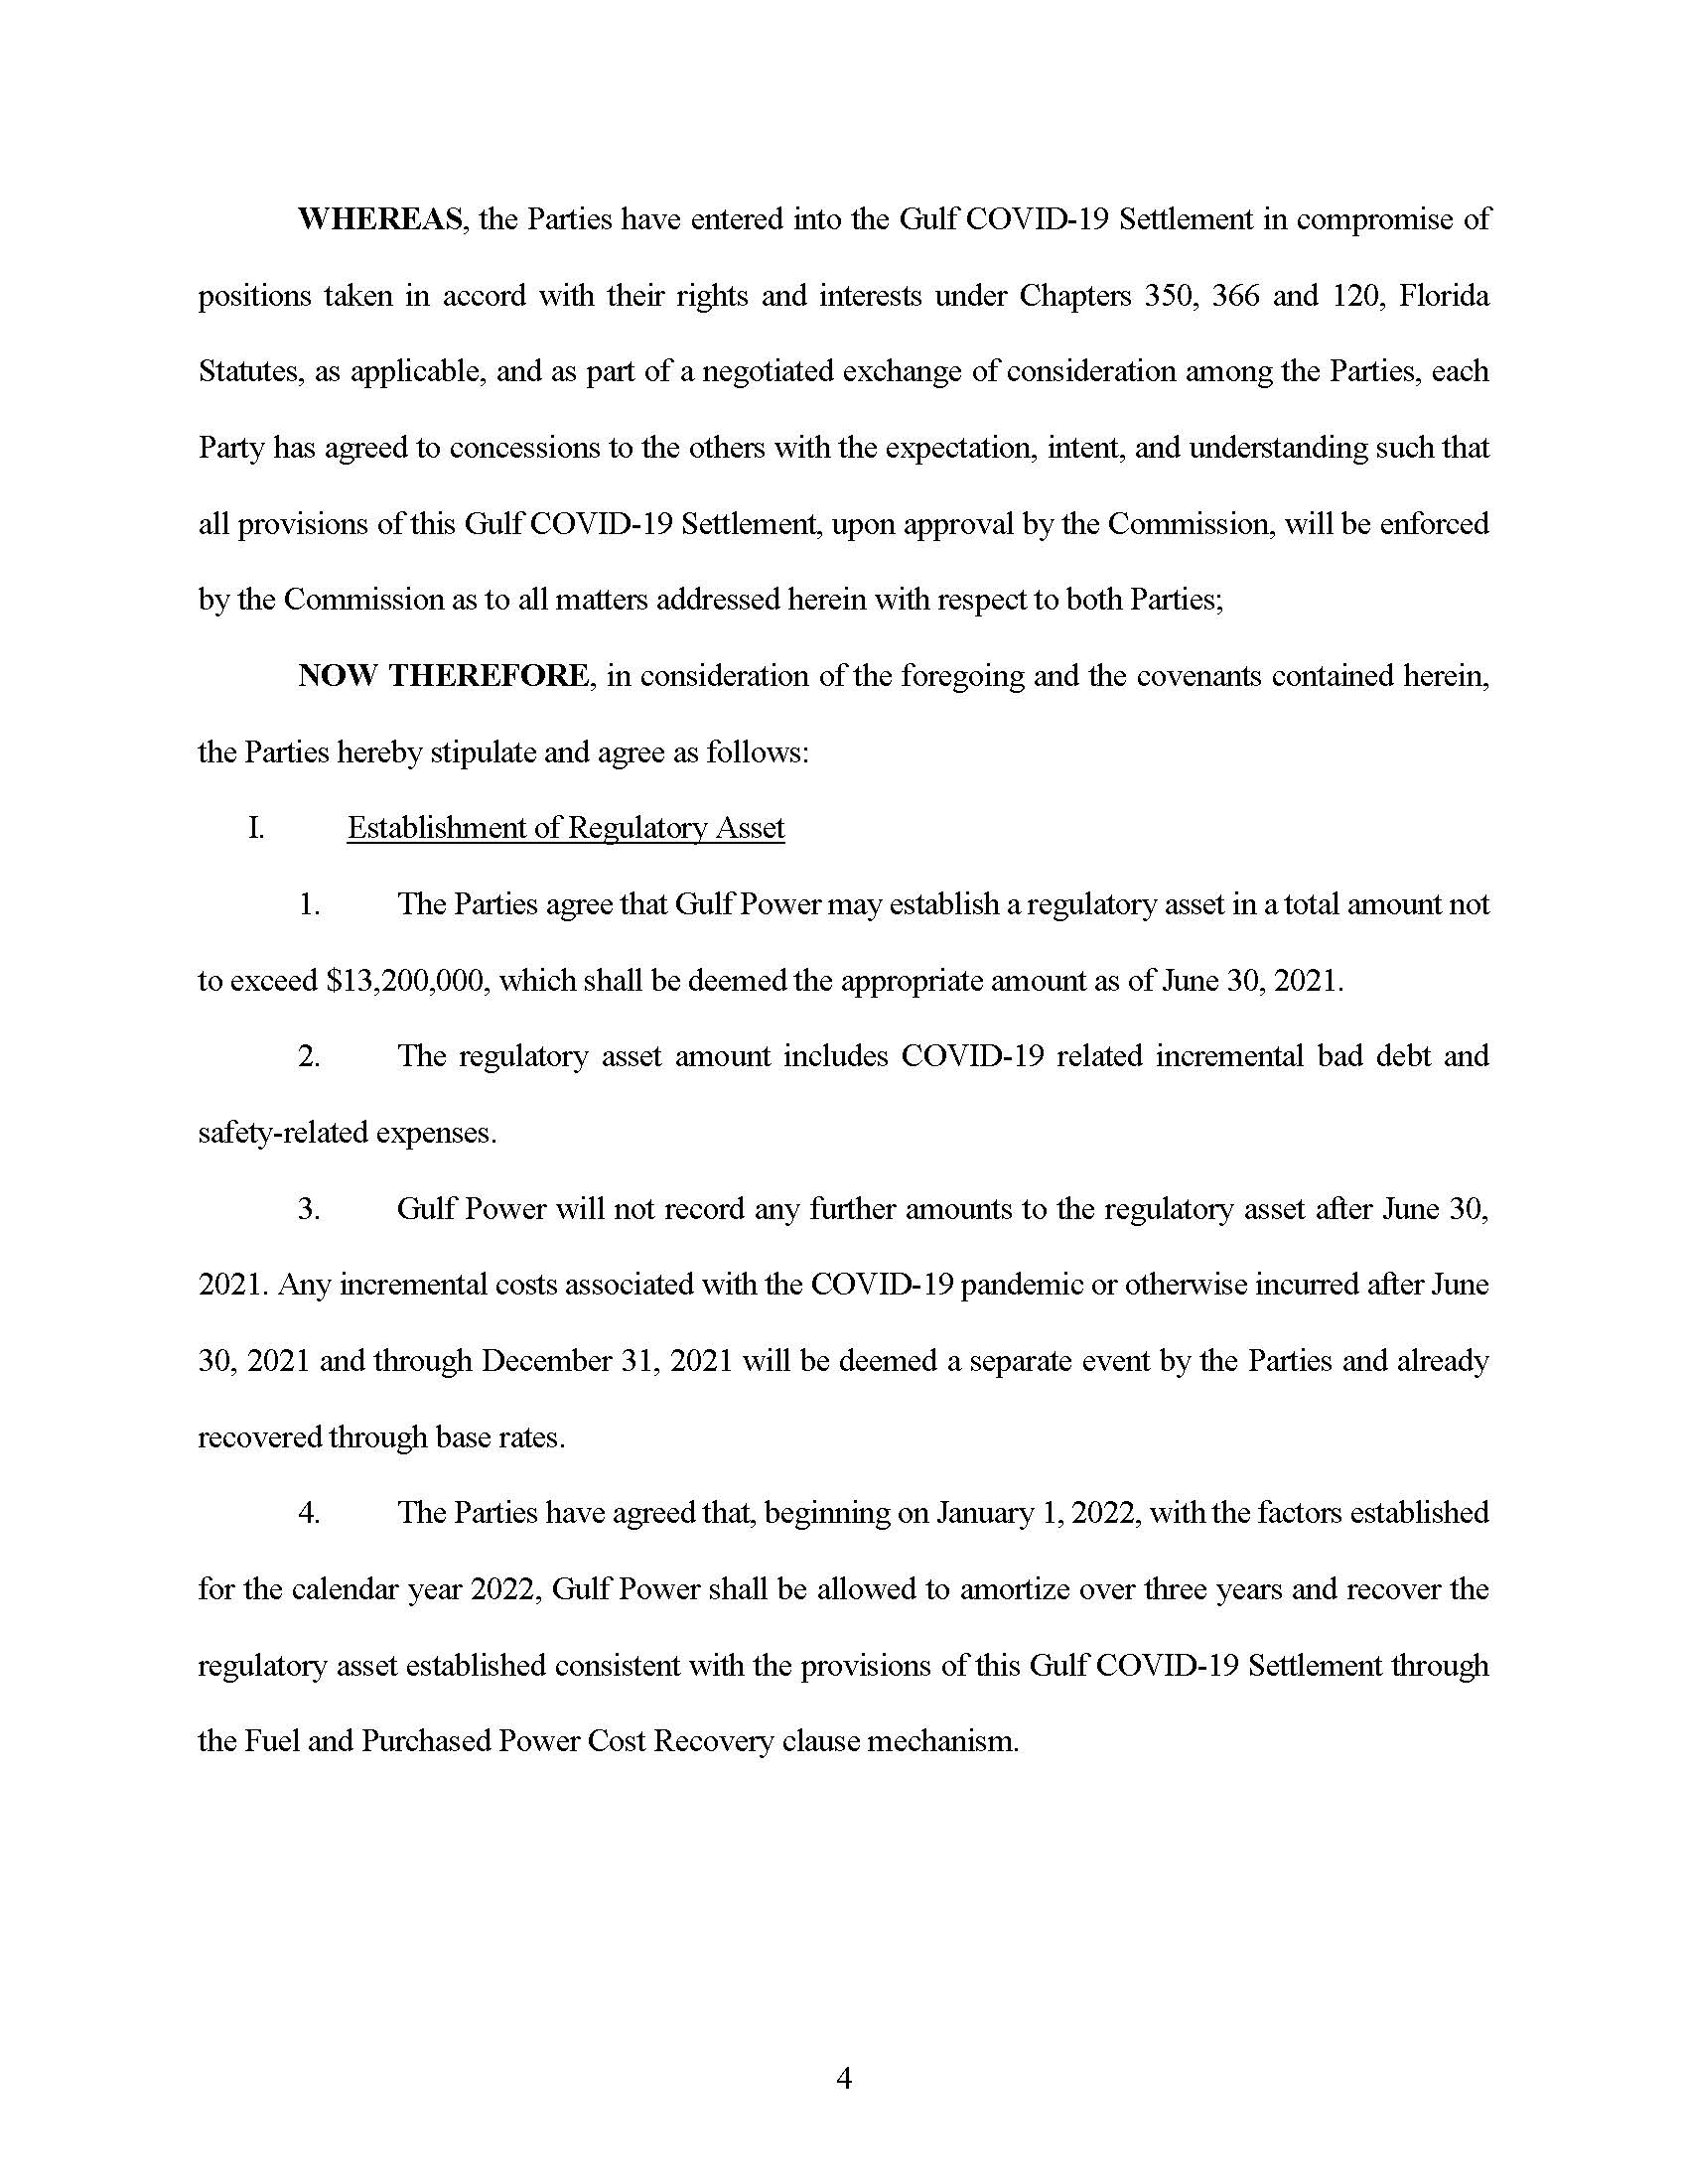 WHEREAS, the Parties have entered into the Gulf COVID-19 Settlement in compromise of
positions taken in accord with their rights and interests under Chapters 350, 366 and 120, Florida
Statutes, as applicable, and as part of a negotiated exchange of consideration among the Parties, each
Party has agreed to concessions to the others with the expectation, intent, and understanding such that
all provisions of this Gulf COVID-19 Settlement, upon approval by the Commission, will be enforced
by the Commission as to all matters addressed herein with respect to both Parties;
NOW THEREFORE, in consideration of the foregoing and the covenants contained herein,
the Parties hereby stipulate and agree as follows:
I. Establishment of Regulatory Asset
1. The Parties agree that Gulf Power may establish a regulatory asset in a total amount not
to exceed $13,200,000, which shall be deemed the appropriate amount as of June 30, 2021.
2. The regulatory asset amount includes COVID-19 related incremental bad debt and
safety-related expenses.
3. Gulf Power will not record any further amounts to the regulatory asset after June 30,
2021. Any incremental costs associated with the COVID-19 pandemic or otherwise incurred after June
30, 2021 and through December 31, 2021 will be deemed a separate event by the Parties and already
recovered through base rates.
4. The Parties have agreed that, beginning on January 1, 2022, with the factors established
for the calendar year 2022, Gulf Power shall be allowed to amortize over three years and recover the
regulatory asset established consistent with the provisions of this Gulf COVID-19 Settlement through
the Fuel and Purchased Power Cost Recovery clause mechanism.
4